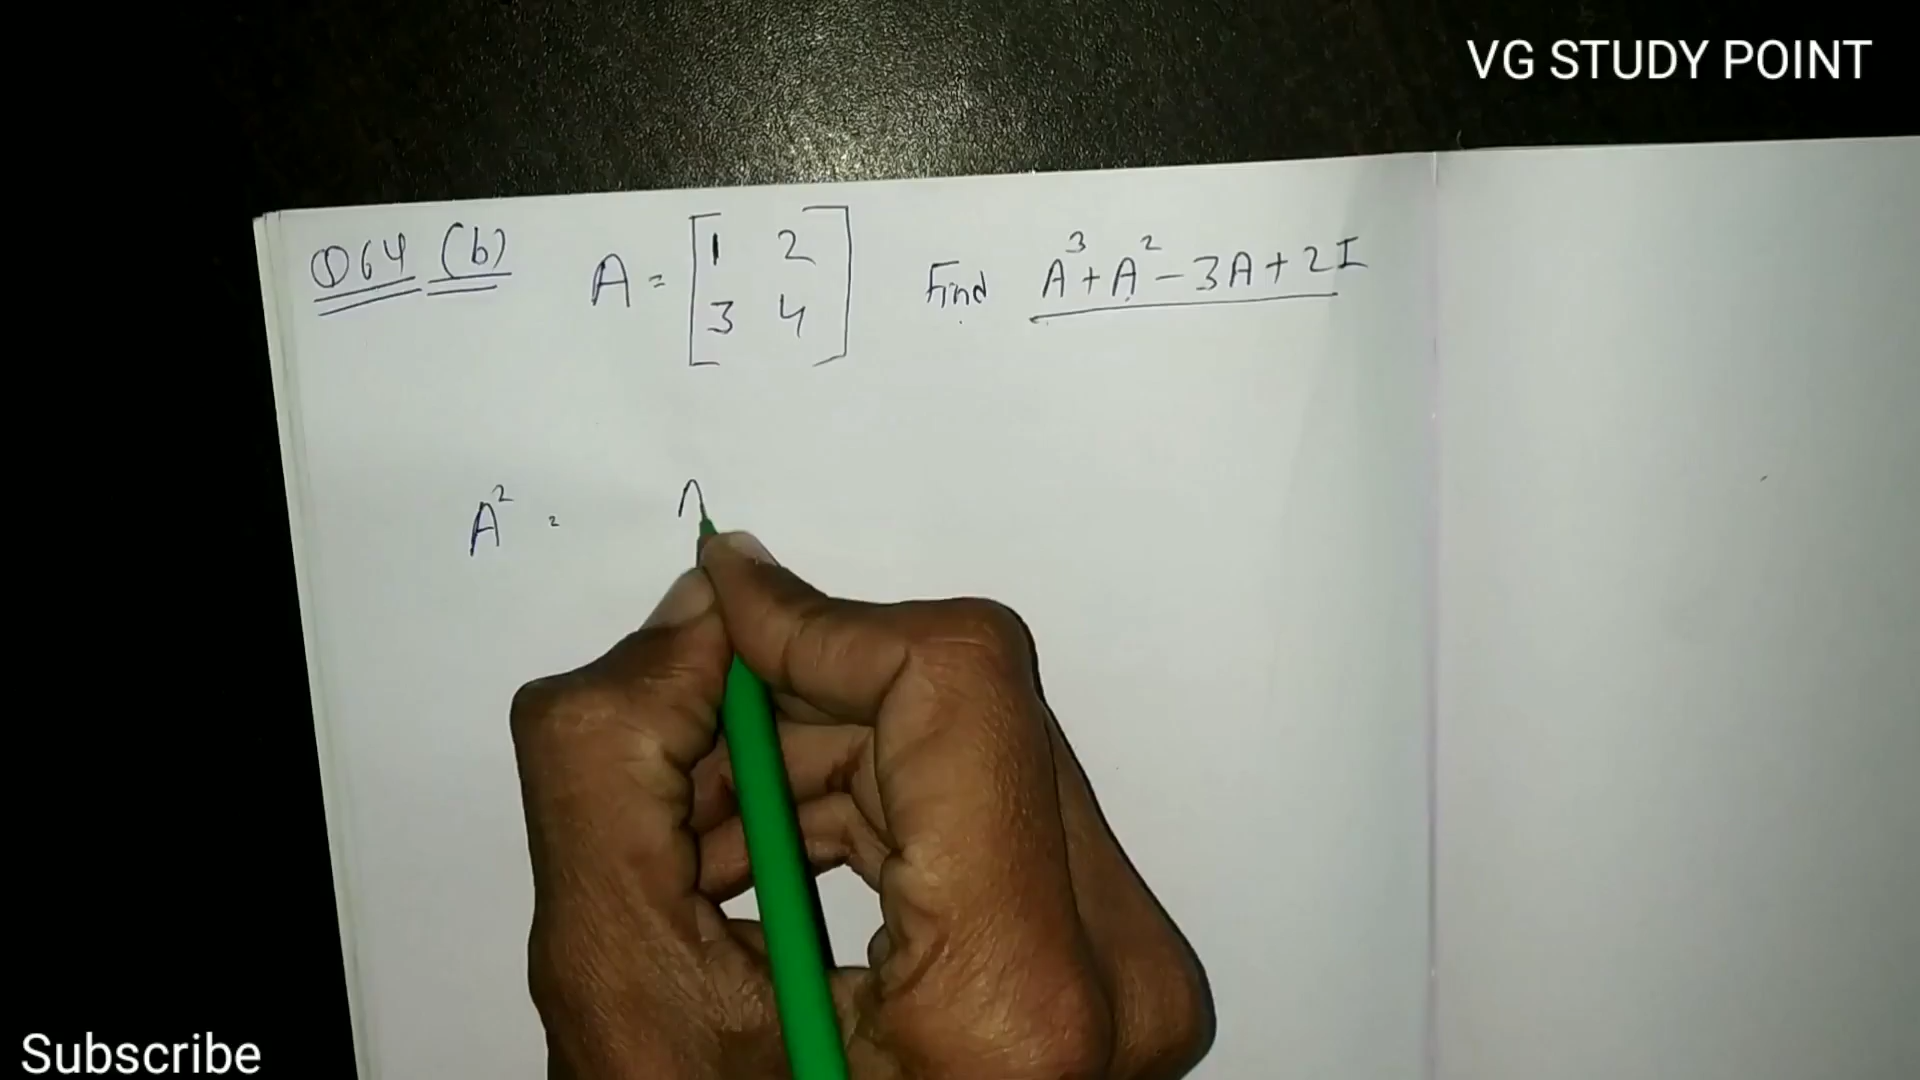 VG STUDY POINT
Q64 (b) A = [1 2 Find A³+A²-3A+2I
3 4]
A² =
Subscribe